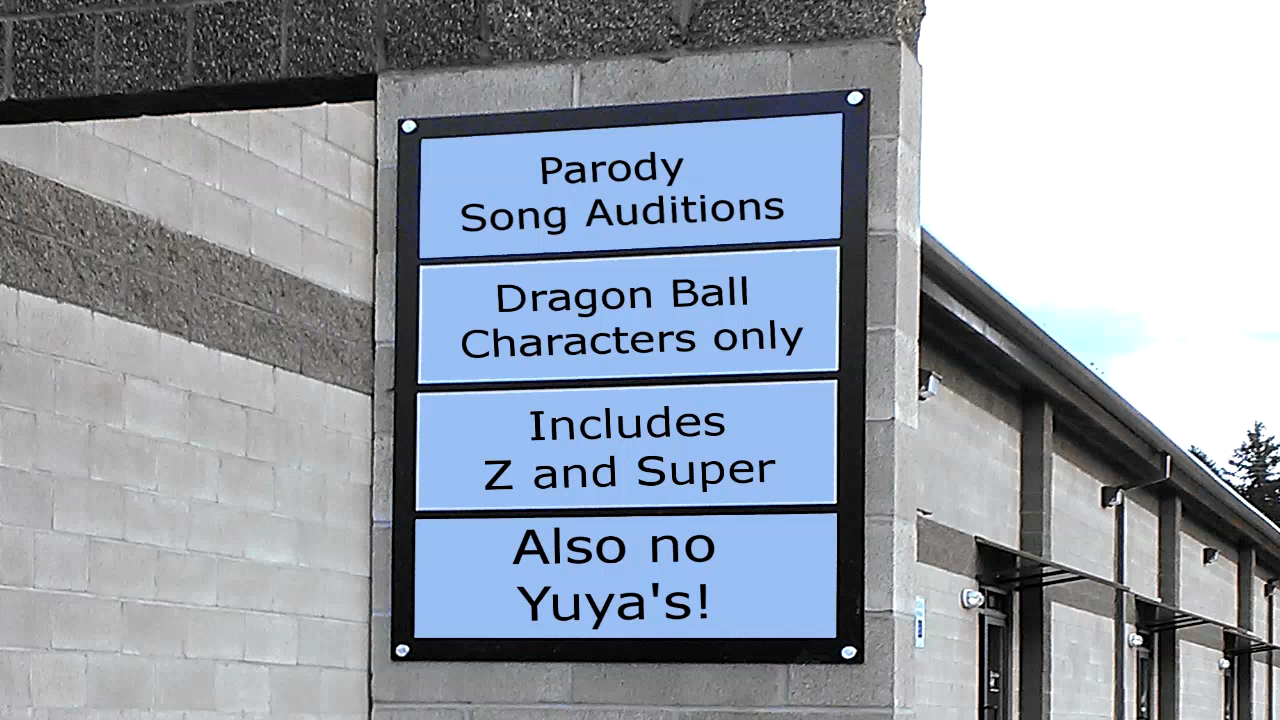 Parody
Song Auditions
Dragon Ball
Characters only
Includes
Z and Super
Also no
Yuya's!